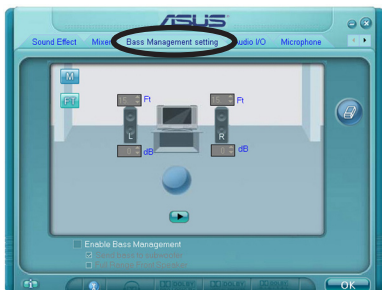 ASUS
Sound Effect Mixer Bass Management setting Audio I/O Microphone
M
FT
Ft Ft
L R
dB dB
Enable Bass Management
OK